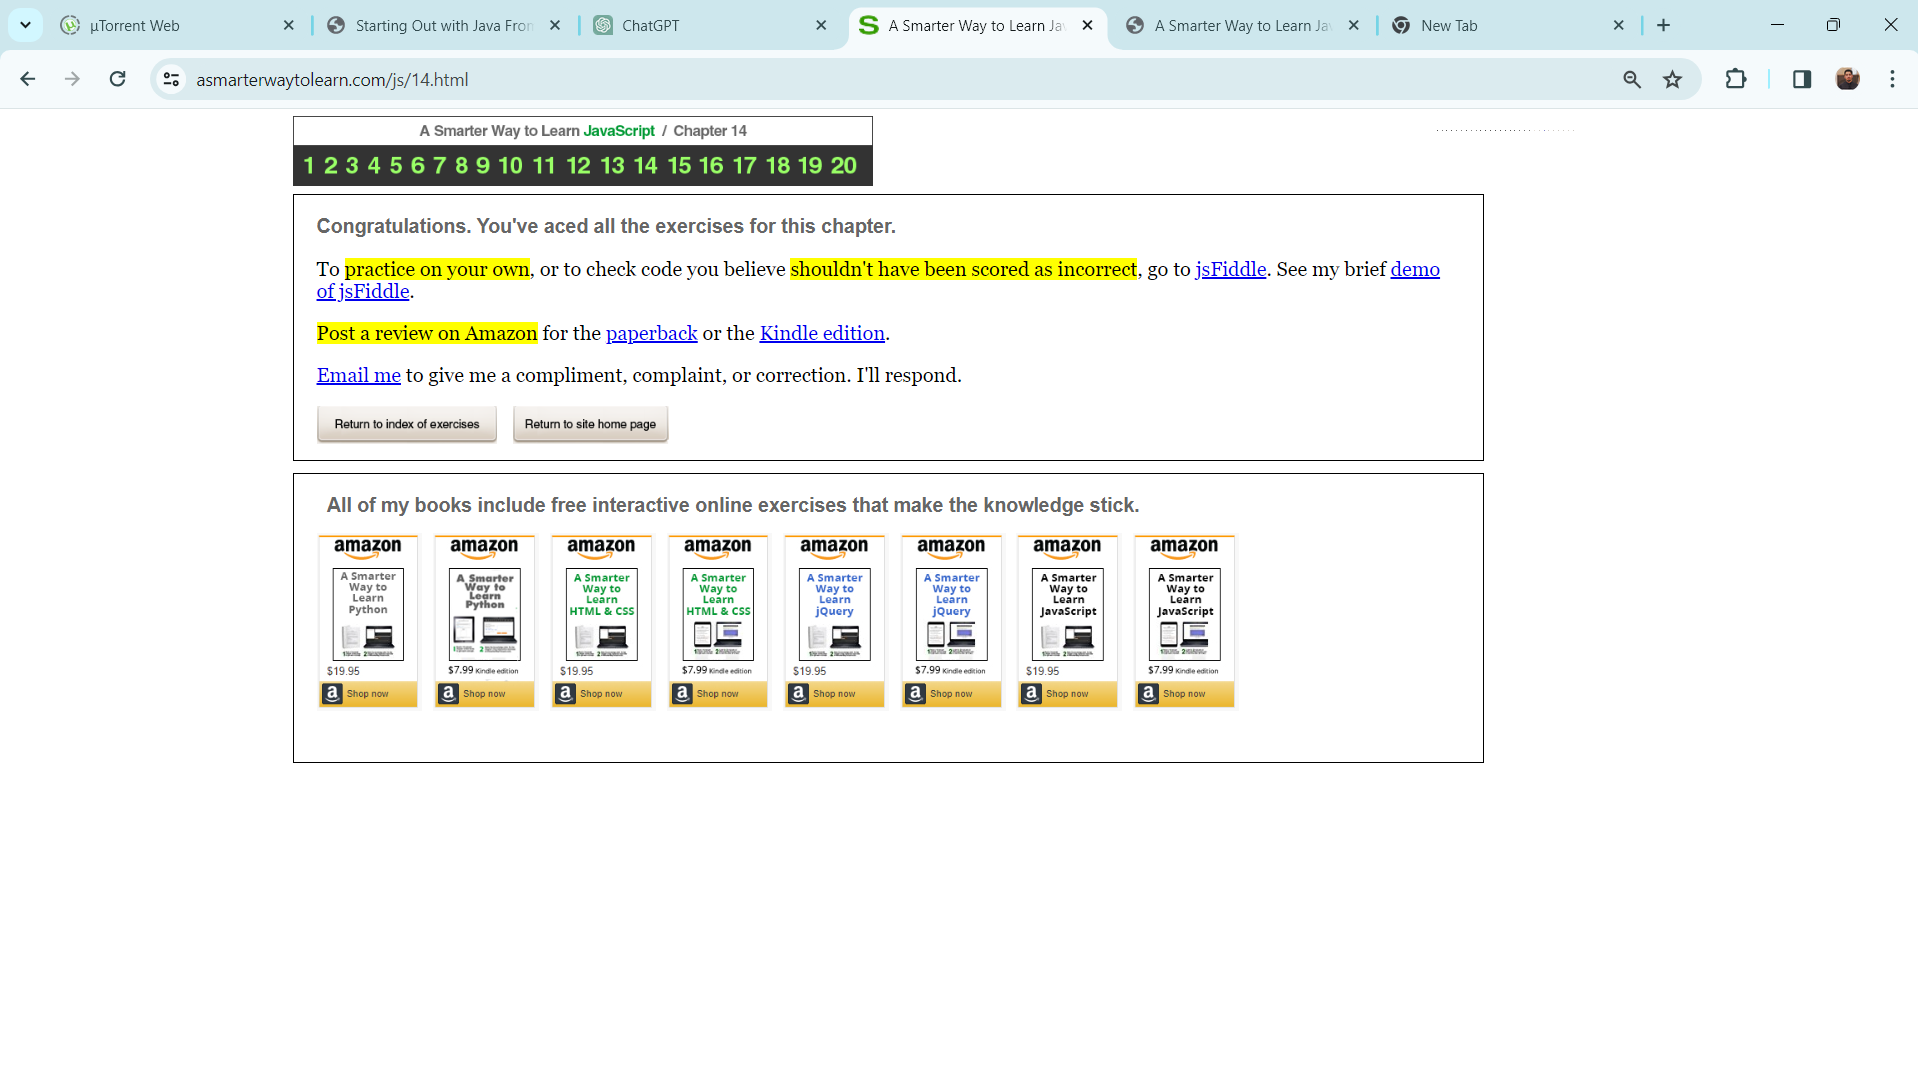 µTorrent Web
Starting Out with Java Fron
ChatGPT
A Smarter Way to Learn Jav
A Smarter Way to Learn Jav
New Tab
asmarterwaytolearn.com/js/14.html
A Smarter Way to Learn JavaScript / Chapter 14
1 2 3 4 5 6 7 8 9 10 11 12 13 14 15 16 17 18 19 20
Congratulations. You've aced all the exercises for this chapter.
To practice on your own, or to check code you believe shouldn't have been scored as incorrect, go to jsFiddle. See my brief demo
of jsFiddle.
Post a review on Amazon for the paperback or the Kindle edition.
Email me to give me a compliment, complaint, or correction. I'll respond.
Return to index of exercises
Return to site home page
All of my books include free interactive online exercises that make the knowledge stick.
amazon
A Smarter
Way to
Learn
Python
$19.95
a Shop now
amazon
A Smarter
Way to
Learn
Python
$7.99 Kindle edition
a Shop now
amazon
A Smarter
Way to
Learn
HTML & CSS
$19.95
a Shop now
amazon
A Smarter
Way to
Learn
HTML & CSS
$7.99 Kindle edition
a Shop now
amazon
A Smarter
Way to
Learn
jQuery
$19.95
a Shop now
amazon
A Smarter
Way to
Learn
jQuery
$7.99 Kindle edition
a Shop now
amazon
A Smarter
Way to
Learn
JavaScript
$19.95
a Shop now
amazon
A Smarter
Way to
Learn
JavaScript
$7.99 Kindle edition
a Shop now